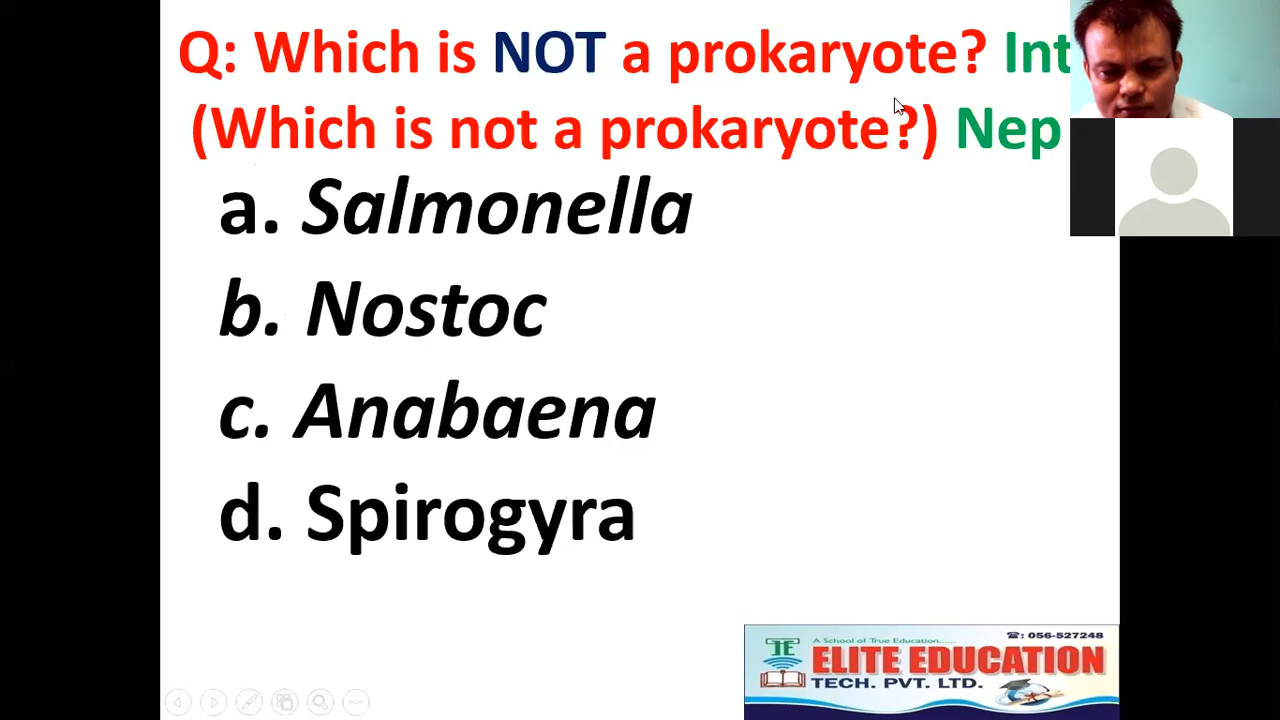 Q: Which is NOT a prokaryote? Int
(Which is not a prokaryote?) Nep
a. Salmonella
b. Nostoc
c. Anabaena
d. Spirogyra
A School of True Education......
☎: 056-527248
ELITE EDUCATION
TECH. PVT. LTD.